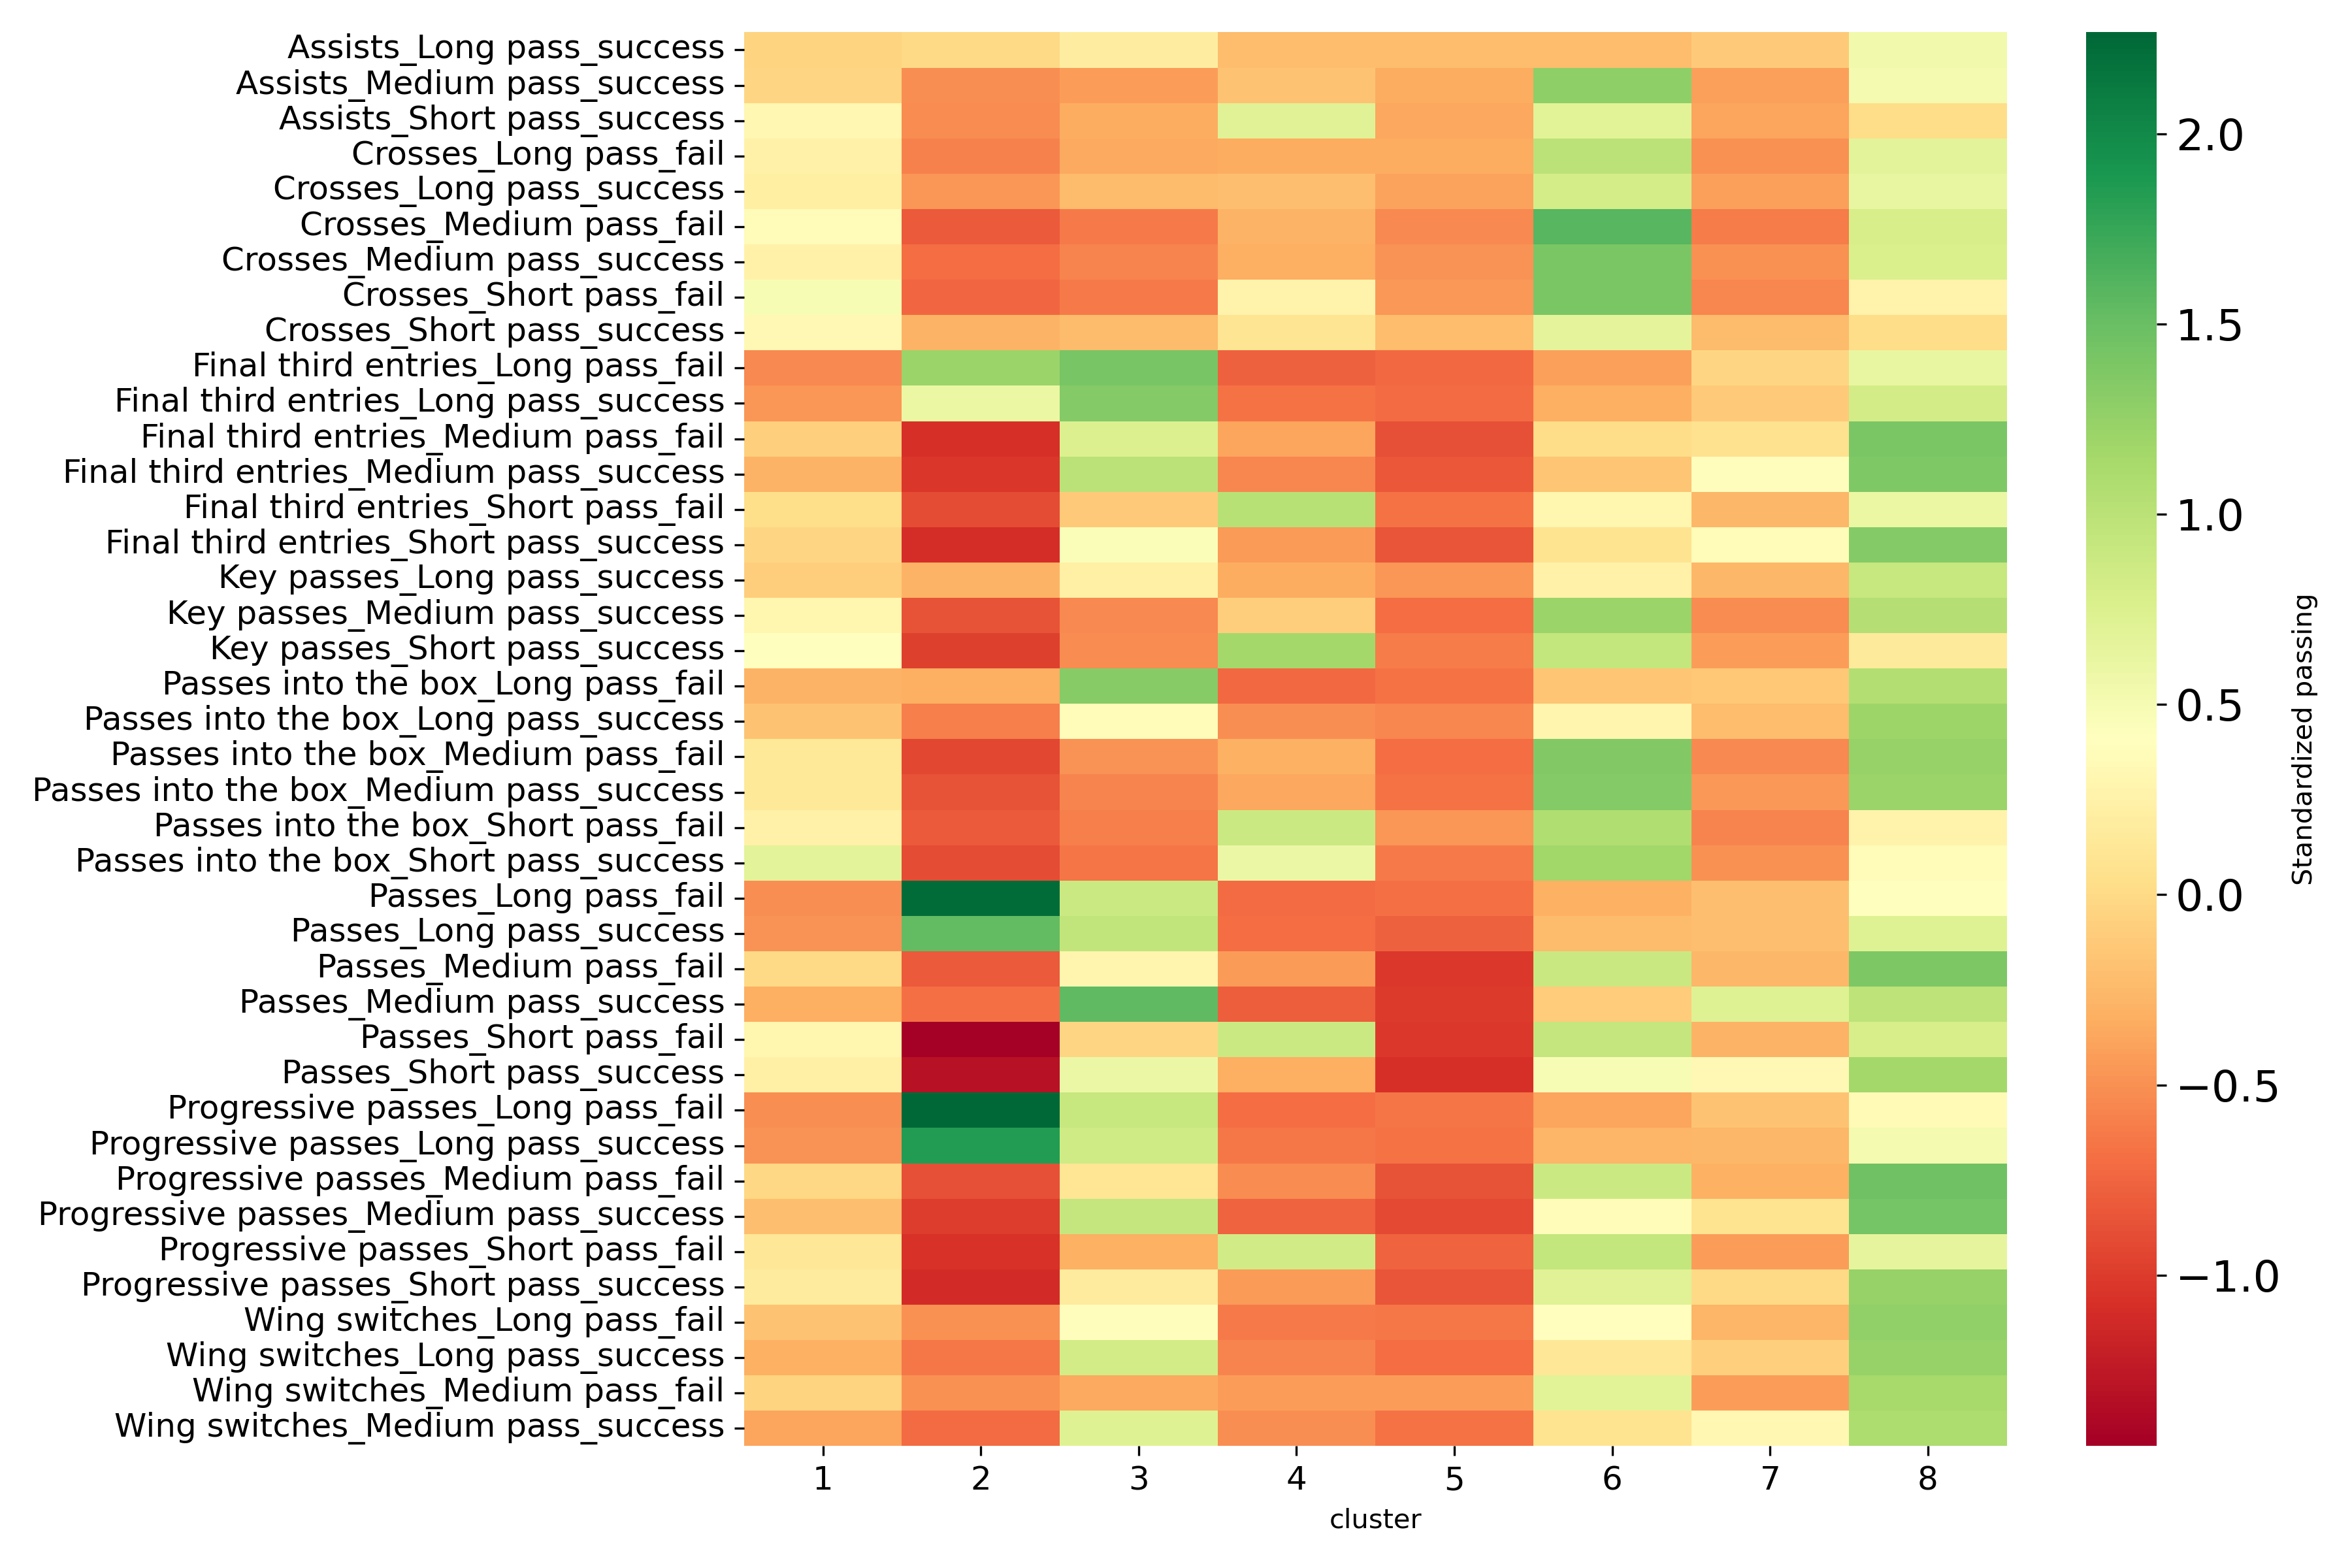 Assists_Long pass_success
Assists_Medium pass_success
Assists_Short pass_success
Crosses_Long pass_fail
Crosses_Long pass_success
Crosses_Medium pass_fail
Crosses_Medium pass_success
Crosses_Short pass_fail
Crosses_Short pass_success
Final third entries_Long pass_fail
Final third entries_Long pass_success
Final third entries_Medium pass_fail
Final third entries_Medium pass_success
Final third entries_Short pass_fail
Final third entries_Short pass_success
Key passes_Long pass_success
Key passes_Medium pass_success
Key passes_Short pass_success
Passes into the box_Long pass_fail
Passes into the box_Long pass_success
Passes into the box_Medium pass_fail
Passes into the box_Medium pass_success
Passes into the box_Short pass_fail
Passes into the box_Short pass_success
Passes_Long pass_fail
Passes_Long pass_success
Passes_Medium pass_fail
Passes_Medium pass_success
Passes_Short pass_fail
Passes_Short pass_success
Progressive passes_Long pass_fail
Progressive passes_Long pass_success
Progressive passes_Medium pass_fail
Progressive passes_Medium pass_success
Progressive passes_Short pass_fail
Progressive passes_Short pass_success
Wing switches_Long pass_fail
Wing switches_Long pass_success
Wing switches_Medium pass_fail
Wing switches_Medium pass_success
1 2 3 4 5 6 7 8
cluster
2.0
1.5
1.0
0.5
0.0
−0.5
−1.0
Standardized passing